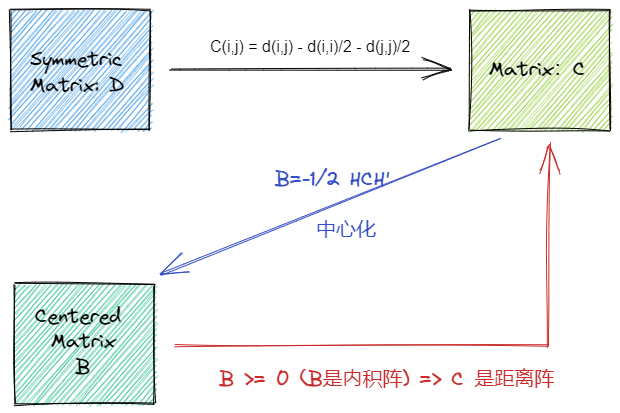 Symmetric
Matrix: D
C(i,j) = d(i,j) - d(i,i)/2 - d(j,j)/2
Matrix: C
B=-1/2 HCH'
中心化
Centered
Matrix
B
B >= 0 (B是内积阵) => C 是距离阵